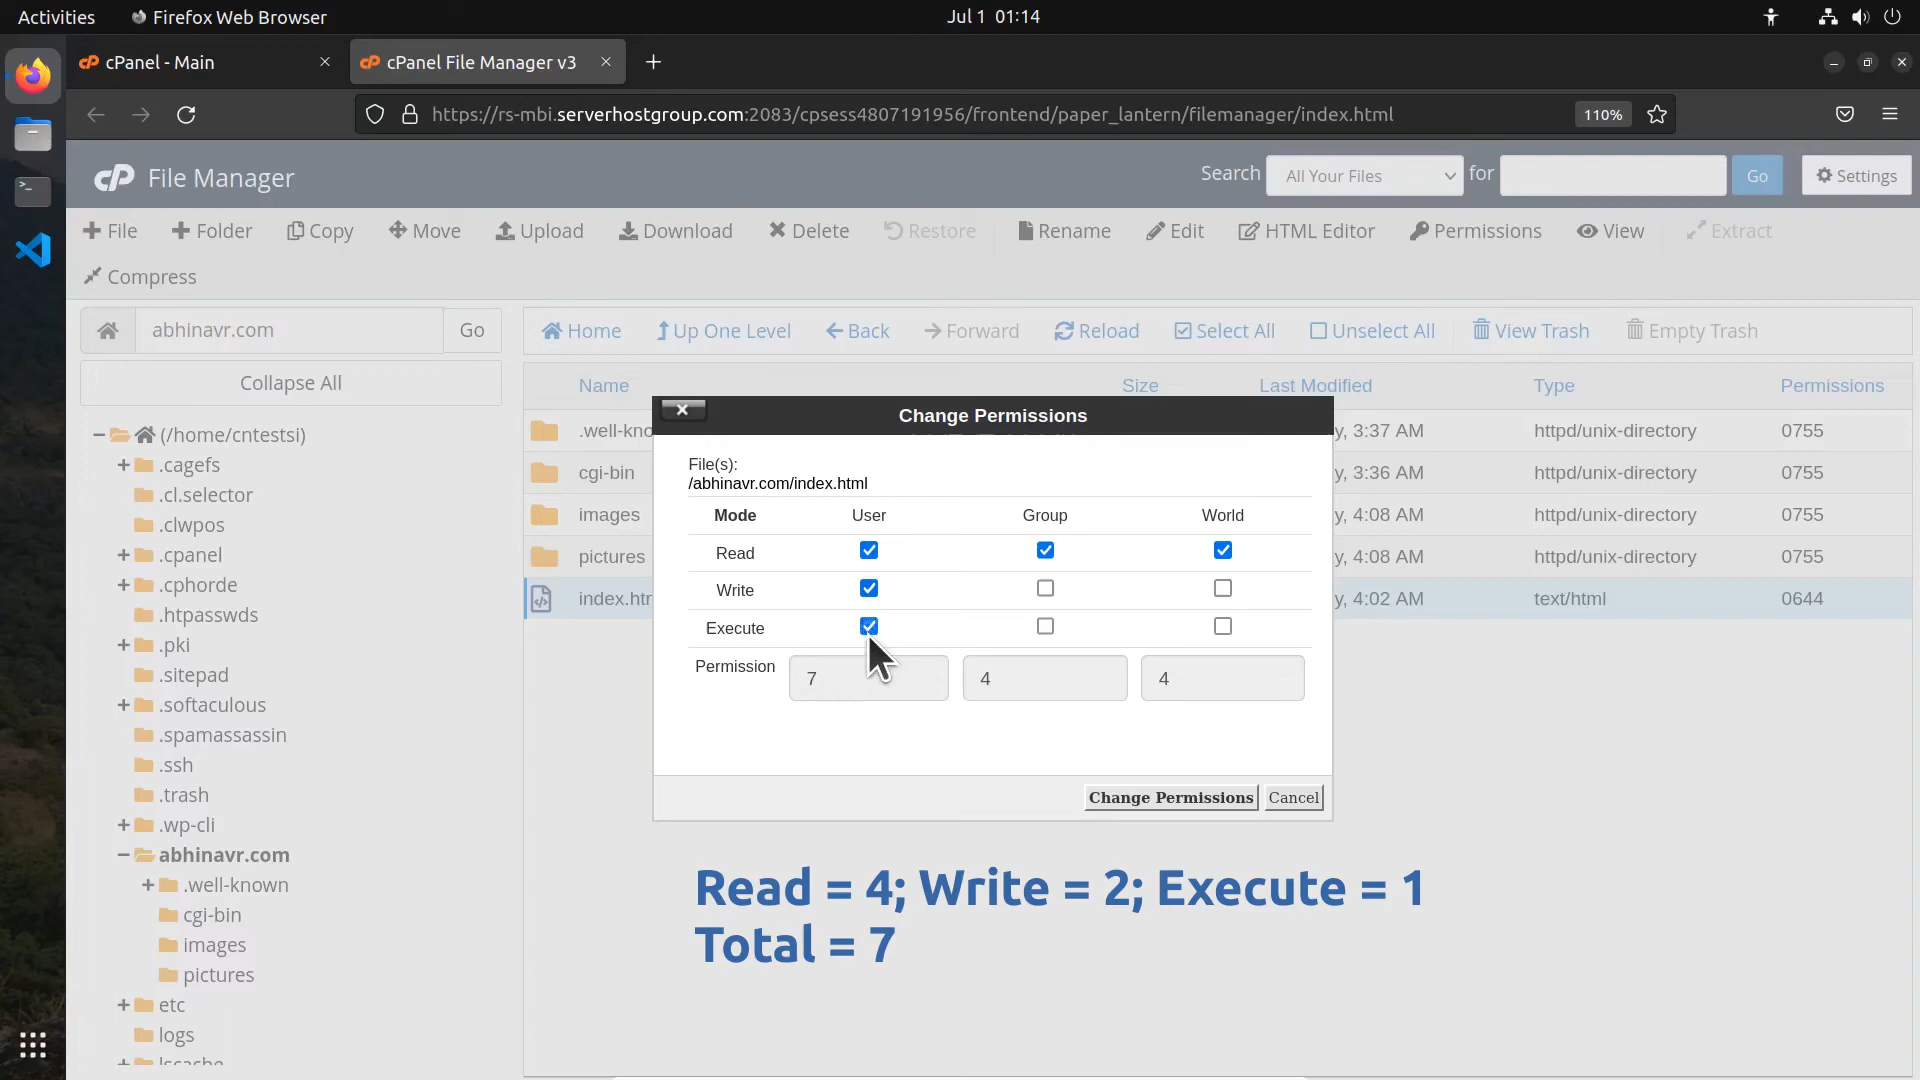 Activities Firefox Web Browser Jul 1 01:14
cPanel - Main cPanel File Manager v3
https://rs-mbi.serverhostgroup.com:2083/cpsess4807191956/frontend/paper_lantern/filemanager/index.html 110%
cP File Manager Search All Your Files for Go Settings
File Folder Copy Move Upload Download Delete Restore Rename Edit HTML Editor Permissions View Extract
Compress
abhinavr.com Go Home Up One Level Back Forward Reload Select All Unselect All View Trash Empty Trash
Collapse All
Name Size Last Modified Type Permissions
Change Permissions
(/home/cntestsi)
.cagefs
.cl.selector
.clwpos
.cpanel
.cphorde
.htpasswds
.pki
.sitepad
.softaculous
.spamassassin
.ssh
.trash
.wp-cli
abhinavr.com
.well-known
cgi-bin
images
pictures
etc
logs
lscache
.well-kno y, 3:37 AM httpd/unix-directory 0755
cgi-bin y, 3:36 AM httpd/unix-directory 0755
images y, 4:08 AM httpd/unix-directory 0755
pictures y, 4:08 AM httpd/unix-directory 0755
index.htr y, 4:02 AM text/html 0644
File(s):
/abhinavr.com/index.html
Mode User Group World
Read
Write
Execute
Permission 7 4 4
Change Permissions Cancel
Read = 4; Write = 2; Execute = 1
Total = 7